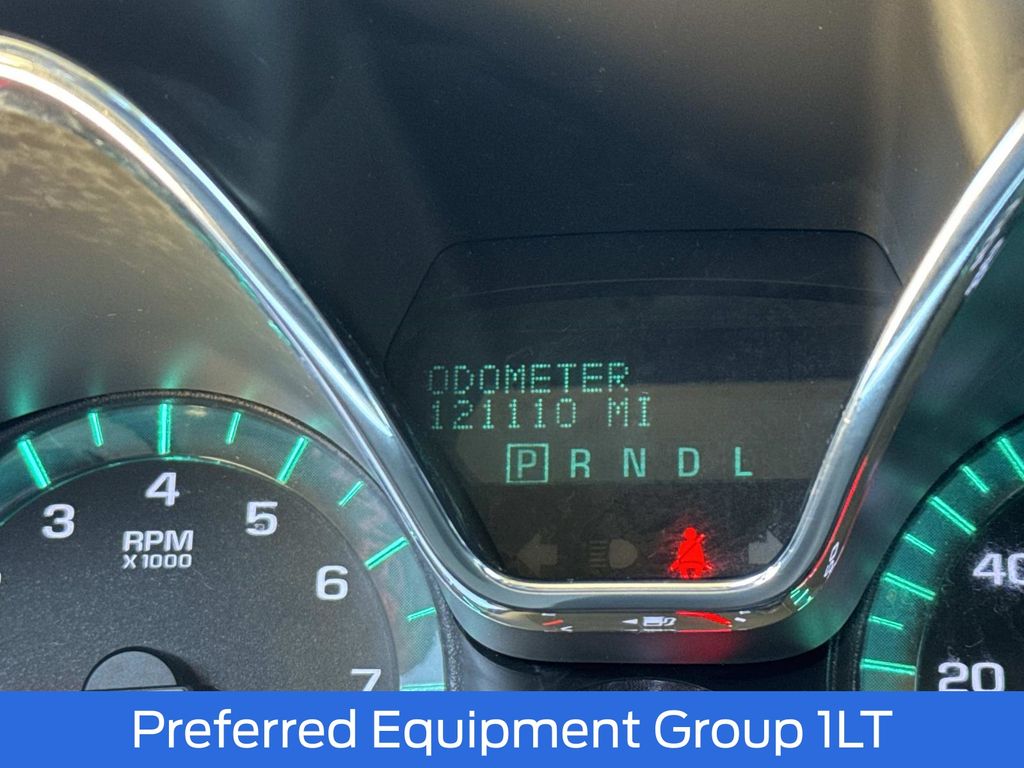 ODOMETER
121110 MI
P R N D L
3 4 5 6 7
RPM
X1000
40
20
Preferred Equipment Group 1LT